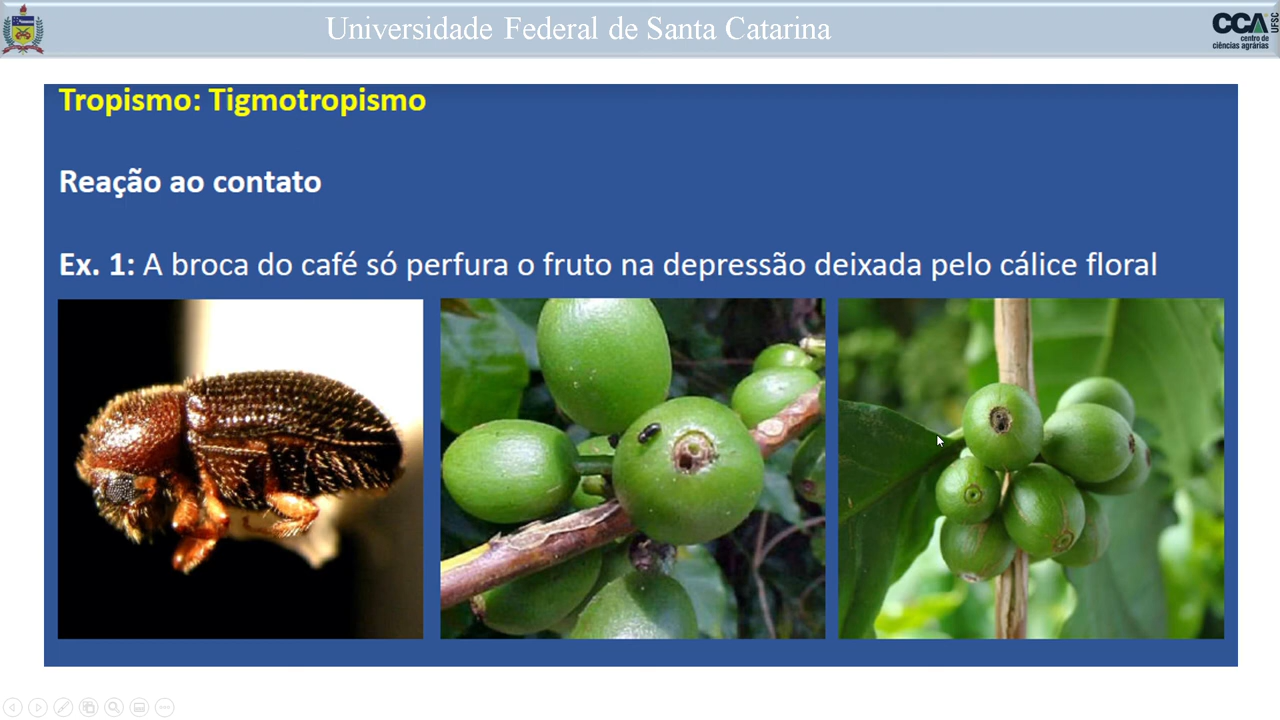 Universidade Federal de Santa Catarina
CCA
UFSC
centro de
ciências agrárias
Tropismo: Tigmotropismo
Reação ao contato
Ex. 1: A broca do café só perfura o fruto na depressão deixada pelo cálice floral